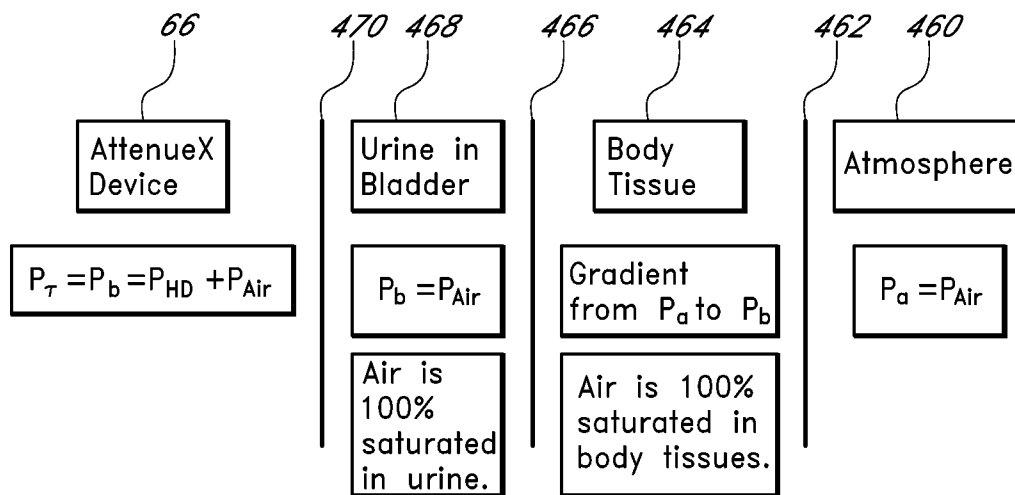 66
470
468
466
464
462
460
AttenueX
Device
Urine in
Bladder
Body
Tissue
Atmosphere
P_τ = P_b = P_HD + P_Air
P_b = P_Air
Gradient
from P_a to P_b
P_a = P_Air
Air is
100%
saturated
in urine.
Air is 100%
saturated in
body tissues.